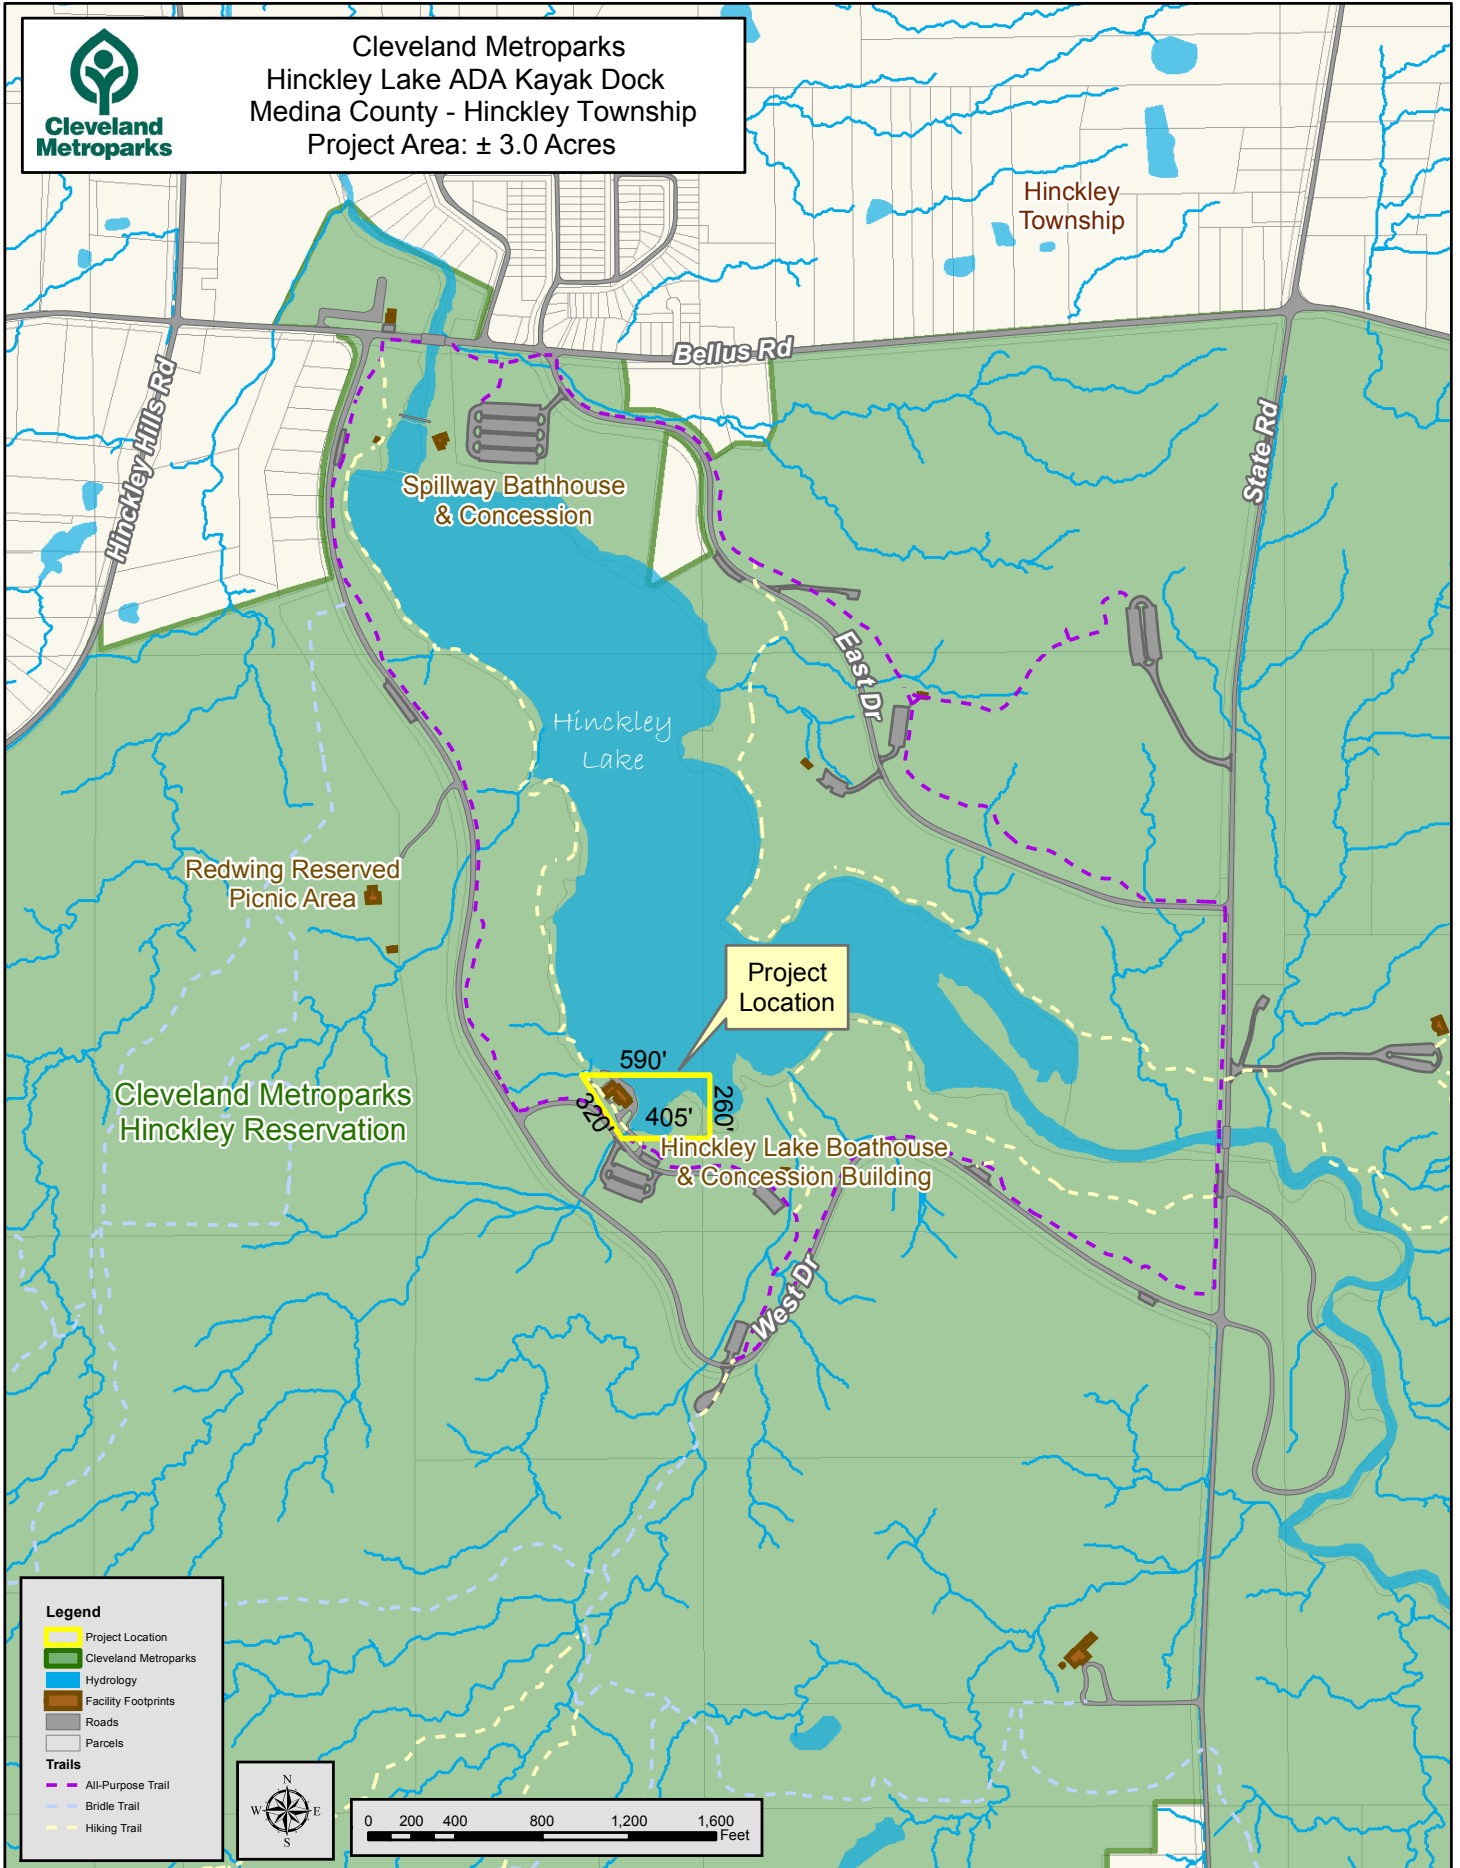 Cleveland
Metroparks
Cleveland Metroparks
Hinckley Lake ADA Kayak Dock
Medina County - Hinckley Township
Project Area: ± 3.0 Acres
Hinckley
Township
Bellus Rd
Hinckley Hills Rd
State Rd
Spillway Bathhouse
& Concession
East Dr
Hinckley
Lake
Redwing Reserved
Picnic Area
Project
Location
590'
320'
405'
260'
Cleveland Metroparks
Hinckley Reservation
Hinckley Lake Boathouse
& Concession Building
West Dr
Legend
Project Location
Cleveland Metroparks
Hydrology
Facility Footprints
Roads
Parcels
Trails
All-Purpose Trail
Bridle Trail
Hiking Trail
N
W E
S
0 200 400 800 1,200 1,600
Feet